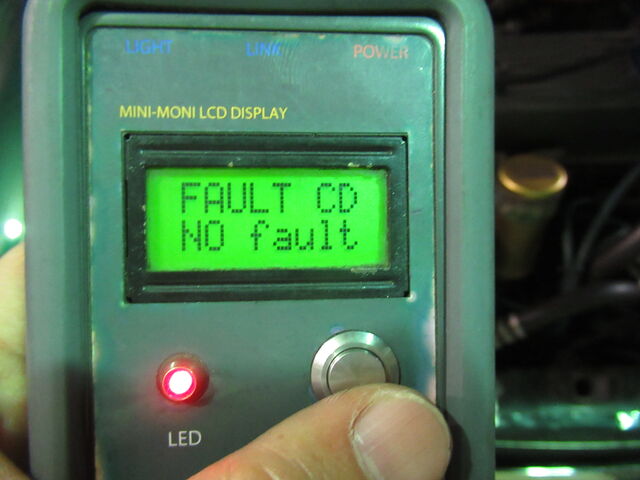 LIGHT LINK POWER
MINI-MONI LCD DISPLAY
FAULT CD
NO fault
LED